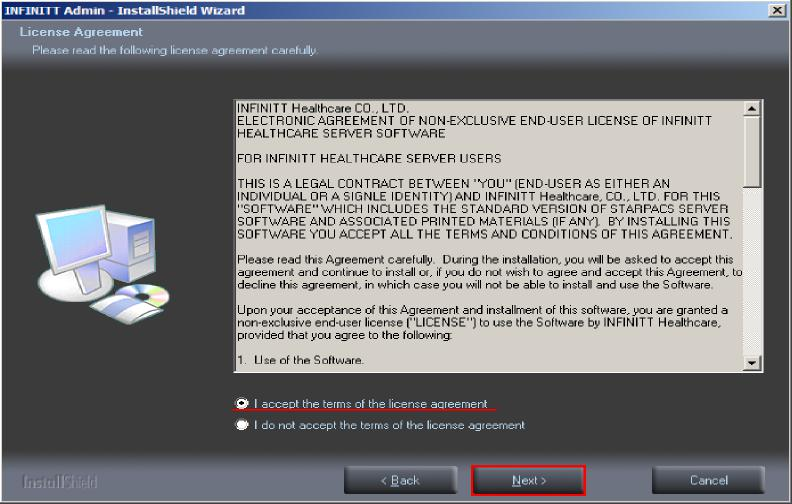 INFINITT Admin - InstallShield Wizard
License Agreement
Please read the following license agreement carefully.
INFINITT Healthcare CO., LTD.
ELECTRONIC AGREEMENT OF NON-EXCLUSIVE END-USER LICENSE OF INFINITT
HEALTHCARE SERVER SOFTWARE
FOR INFINITT HEALTHCARE SERVER USERS
THIS IS A LEGAL CONTRACT BETWEEN "YOU" (END-USER AS EITHER AN
INDIVIDUAL OR A SIGNLE IDENTITY) AND INFINITT Healthcare, CO., LTD. FOR THIS
"SOFTWARE" WHICH INCLUDES THE STANDARD VERSION OF STARPACS SERVER
SOFTWARE AND ASSOCIATED PRINTED MATERIALS (IF ANY). BY INSTALLING THIS
SOFTWARE YOU ACCEPT ALL THE TERMS AND CONDITIONS OF THIS AGREEMENT.
Please read this Agreement carefully. During the installation, you will be asked to accept this
agreement and continue to install or, if you do not wish to agree and accept this Agreement, to
decline this agreement, in which case you will not be able to install and use the Software.
Upon your acceptance of this Agreement and installment of this software, you are granted a
non-exclusive end-user license ("LICENSE") to use the Software by INFINITT Healthcare,
provided that you agree to the following:
1. Use of the Software.
I accept the terms of the license agreement
I do not accept the terms of the license agreement
InstallShield
< Back
Next >
Cancel